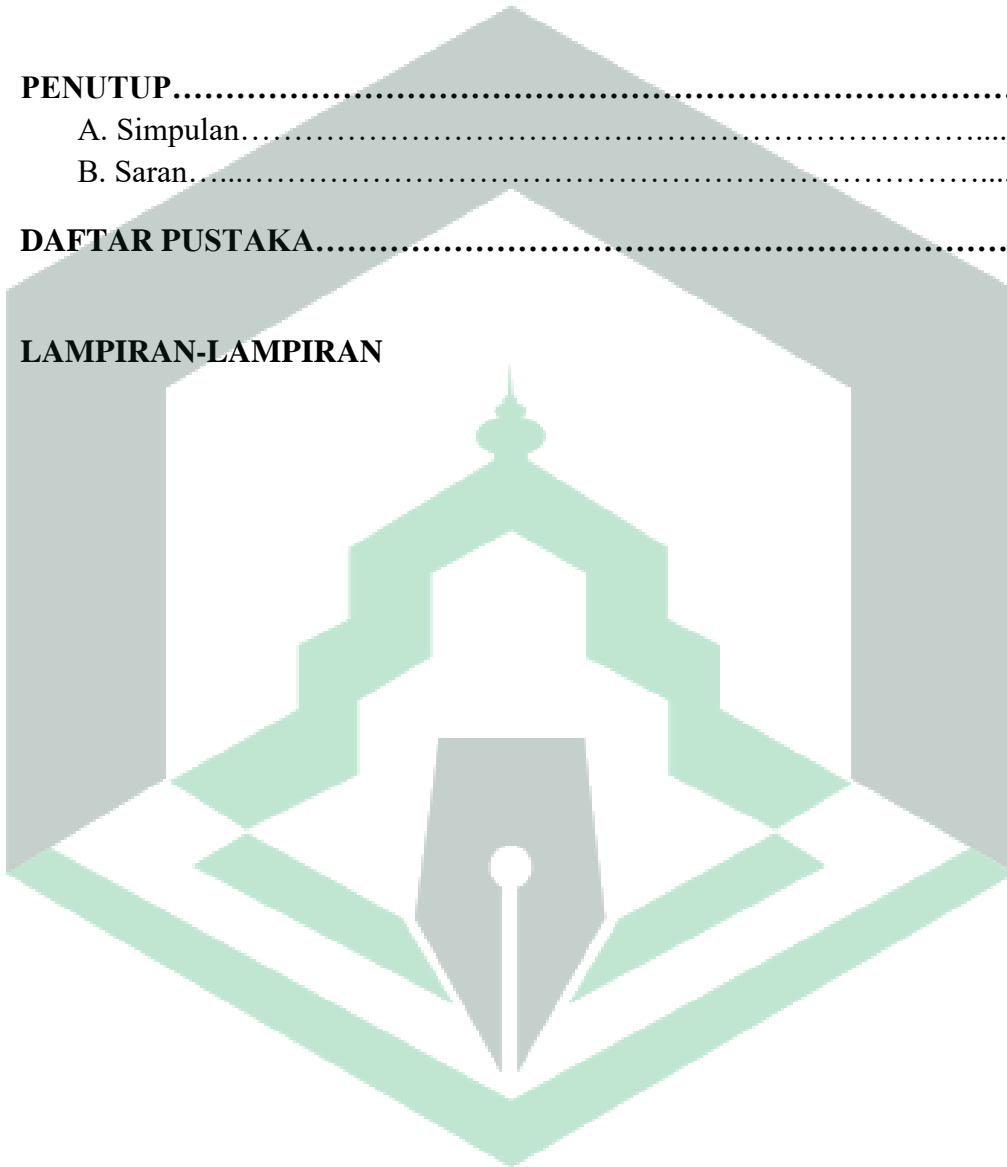 PENUTUP....................................................................................
A. Simpulan....................................................................................
B. Saran....................................................................................
DAFTAR PUSTAKA....................................................................................
LAMPIRAN-LAMPIRAN